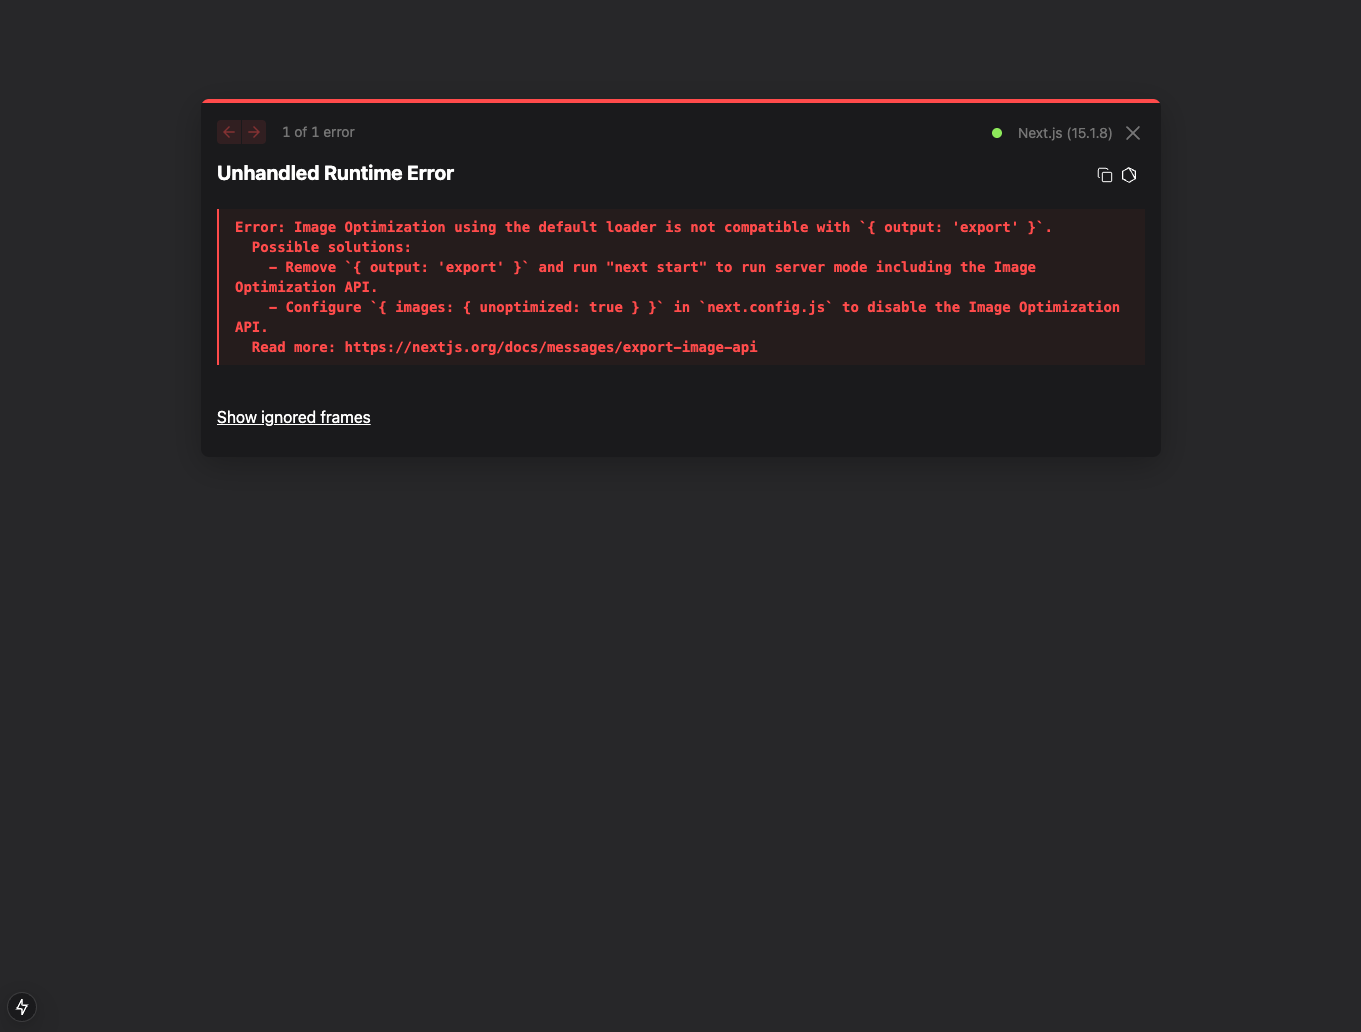 1 of 1 error
Next.js (15.1.8)
Unhandled Runtime Error
Error: Image Optimization using the default loader is not compatible with `{ output: 'export' }`.
  Possible solutions:
    - Remove `{ output: 'export' }` and run "next start" to run server mode including the Image
Optimization API.
    - Configure `{ images: { unoptimized: true } }` in `next.config.js` to disable the Image Optimization
API.
  Read more: https://nextjs.org/docs/messages/export-image-api
Show ignored frames